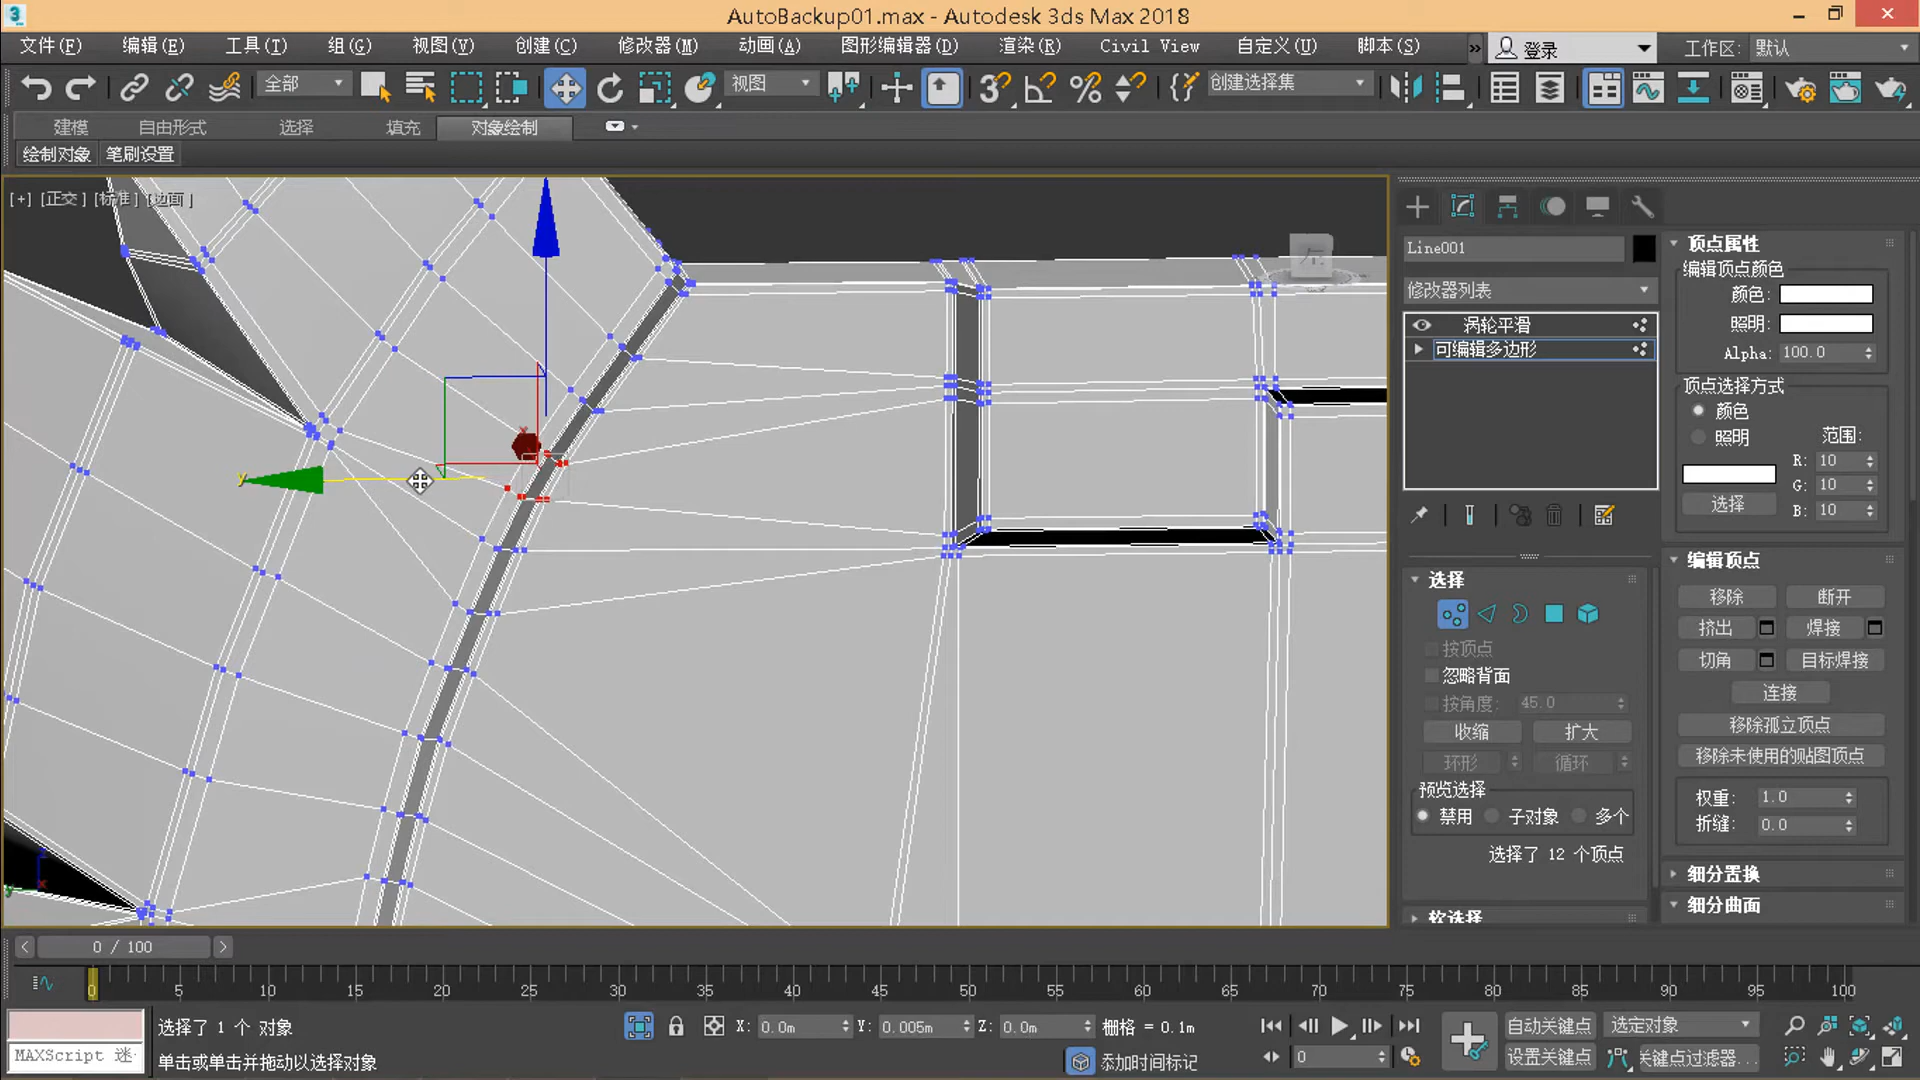 AutoBackup01.max - Autodesk 3ds Max 2018
文件(F) 编辑(E) 工具(T) 组(G) 视图(V) 创建(C) 修改器(M) 动画(A) 图形编辑器(D) 渲染(R) Civil View 自定义(U) 脚本(S) » 登录 工作区: 默认
全部 视图 创建选择集
建模 自由形式 选择 填充 对象绘制
绘制对象 笔刷设置
[+] [正交] [标准] [边面]
Line001
修改器列表
涡轮平滑
可编辑多边形
选择
按顶点
忽略背面
按角度: 45.0
收缩 扩大
环形 循环
预览选择
禁用 子对象 多个
选择了 12 个顶点
软选择
顶点属性
编辑顶点颜色
颜色:
照明:
Alpha: 100.0
顶点选择方式
颜色
照明 范围:
R: 10
G: 10
选择 B: 10
编辑顶点
移除 断开
挤出 焊接
切角 目标焊接
连接
移除孤立顶点
移除未使用的贴图顶点
权重: 1.0
折缝: 0.0
细分置换
细分曲面
左
y
x
< 0 / 100 >
0 5 10 15 20 25 30 35 40 45 50 55 60 65 70 75 80 85 90 95 100
选择了 1 个 对象 X: 0.0m Y: 0.005m Z: 0.0m 栅格 = 0.1m 自动关键点 选定对象
MAXScript 迷 单击或单击并拖动以选择对象 添加时间标记 0 设置关键点 关键点过滤器...